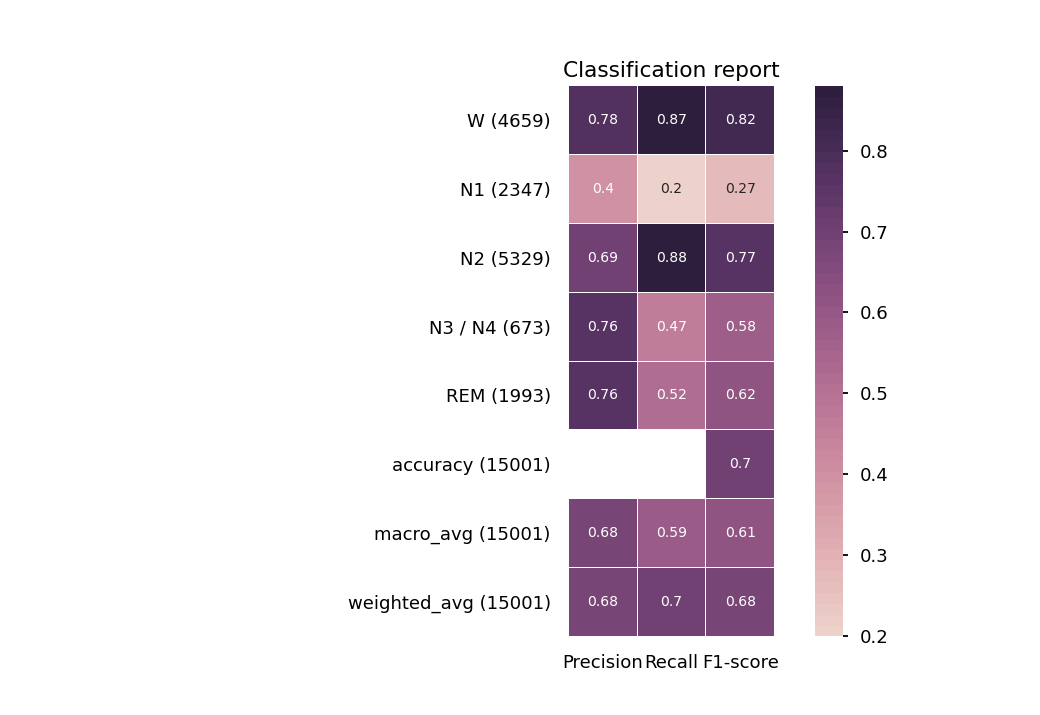 Classification report
W (4659) 0.78 0.87 0.82
N1 (2347) 0.4 0.2 0.27
N2 (5329) 0.69 0.88 0.77
N3 / N4 (673) 0.76 0.47 0.58
REM (1993) 0.76 0.52 0.62
accuracy (15001) 0.7
macro_avg (15001) 0.68 0.59 0.61
weighted_avg (15001) 0.68 0.7 0.68
Precision Recall F1-score
0.8
0.7
0.6
0.5
0.4
0.3
0.2